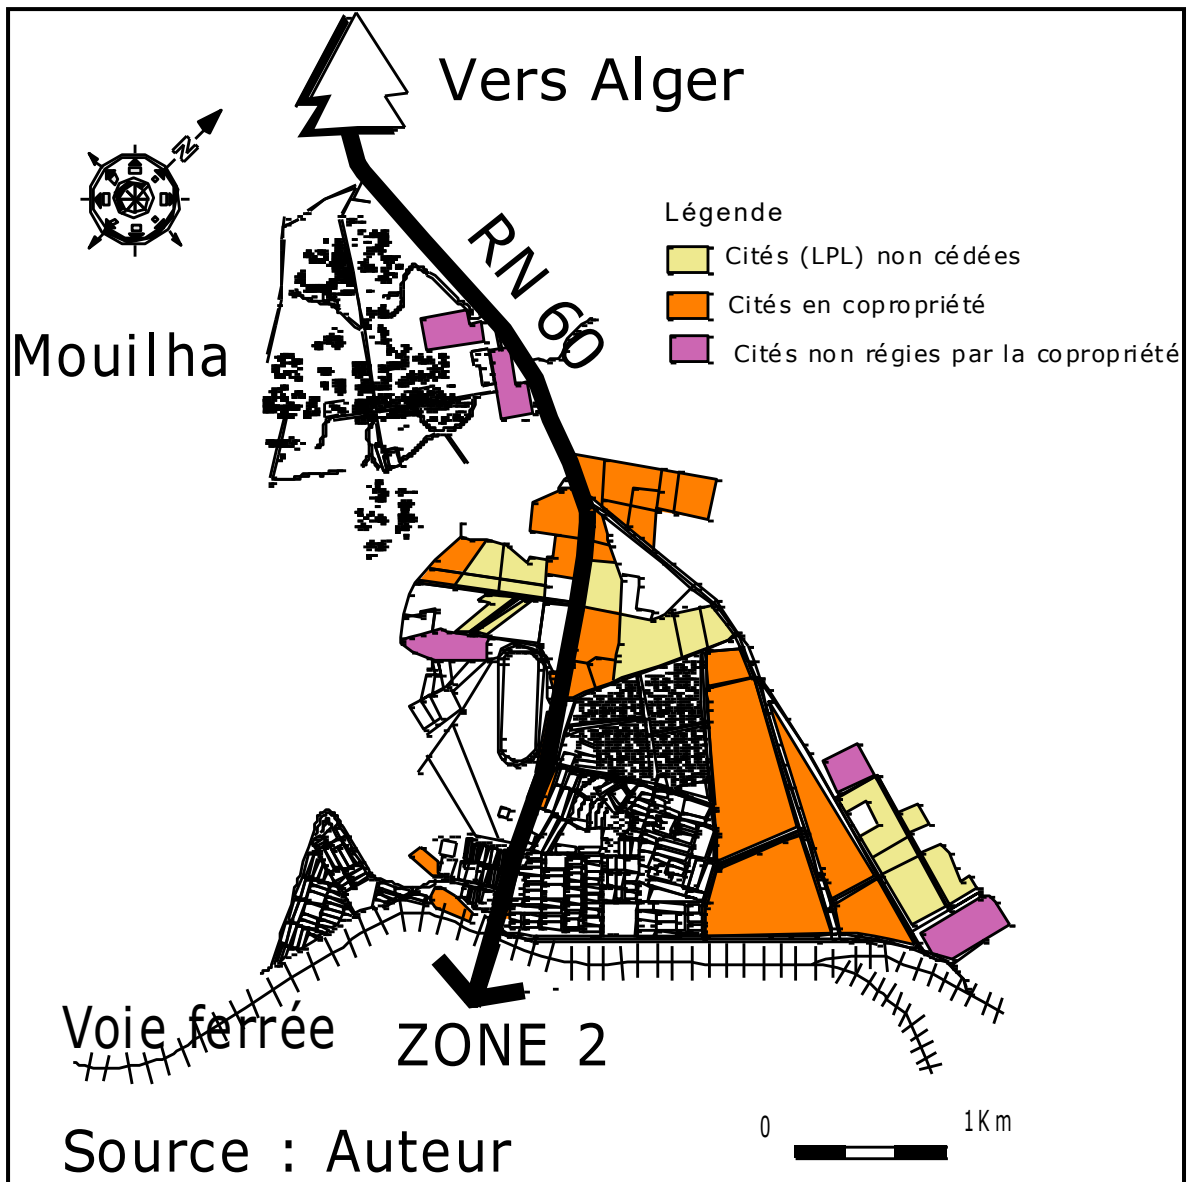 Vers Alger
N
RN 60
Légende
Cités (LPL) non cédées
Cités en copropriété
Cités non régies par la copropriété
Mouilha
Voie ferrée
ZONE 2
0
1Km
Source : Auteur